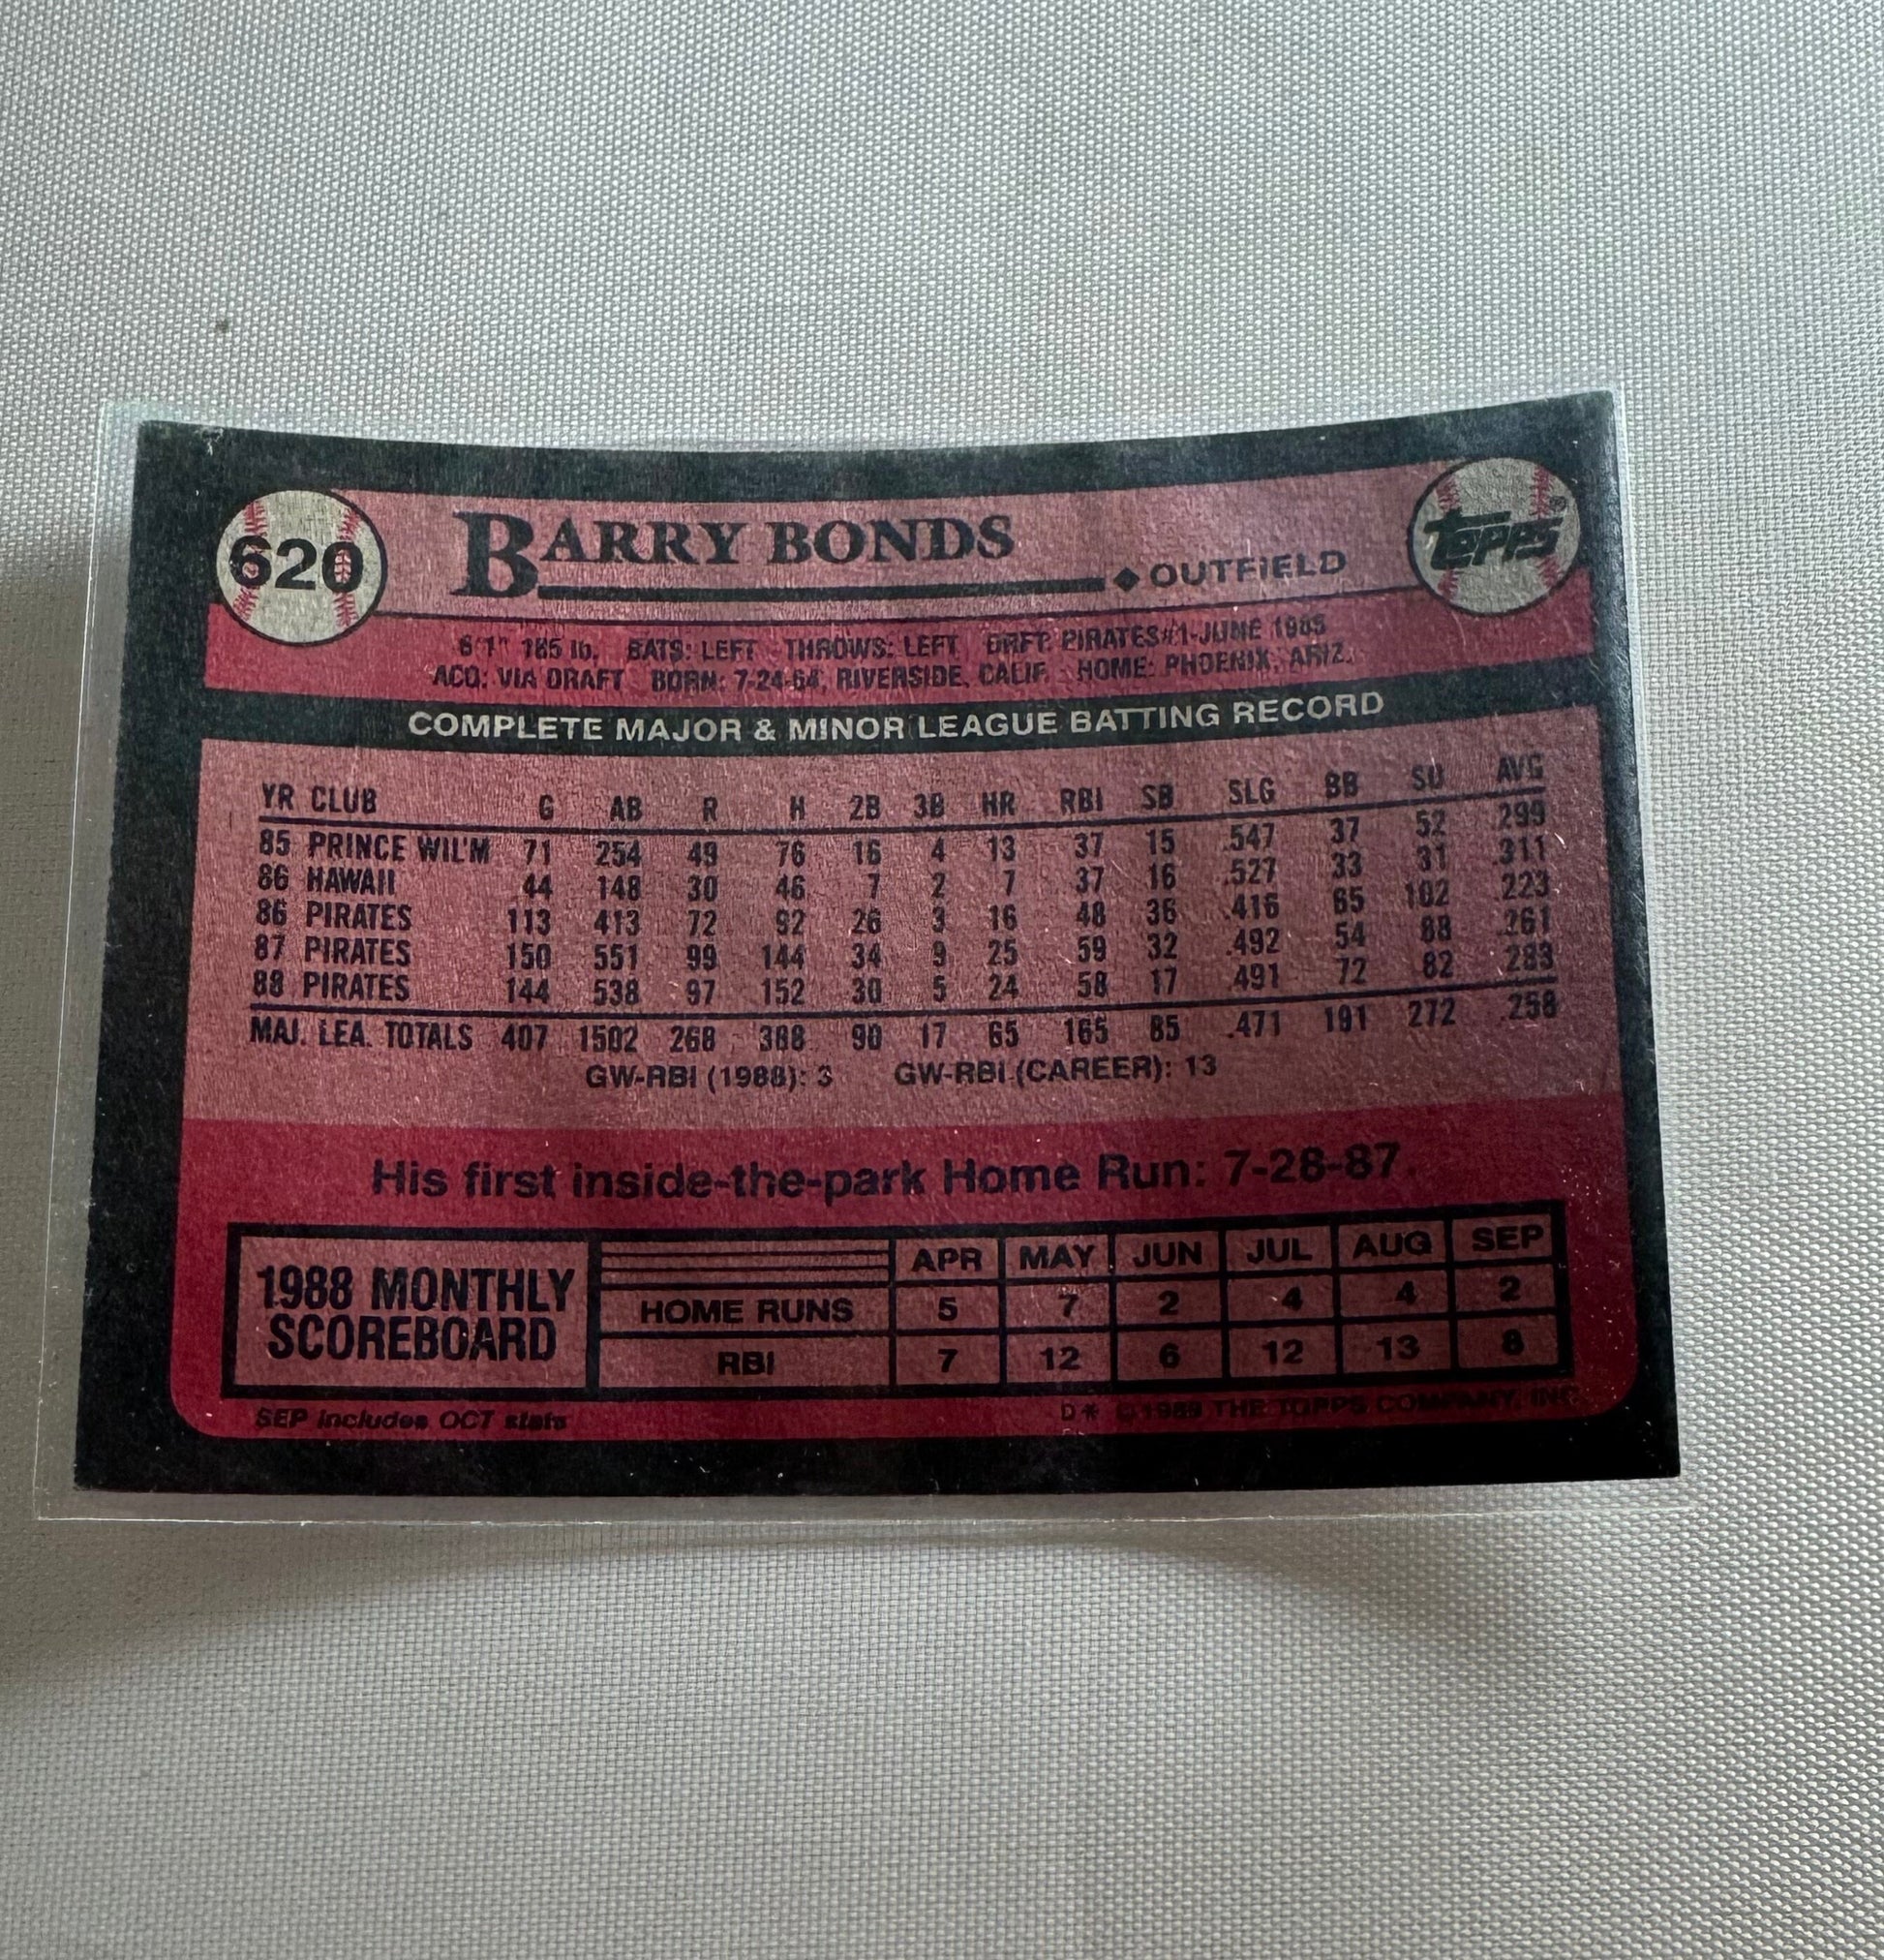 620
BARRY BONDS
OUTFIELD
topps®
6'1" 185 lb. BATS: LEFT THROWS: LEFT DRFT: PIRATES #1-JUNE 1985
ACQ: VIA DRAFT BORN: 7-24-64, RIVERSIDE, CALIF. HOME: PHOENIX, ARIZ.
COMPLETE MAJOR & MINOR LEAGUE BATTING RECORD
YR CLUB G AB R H 2B 3B HR RBI SB SLG BB SO AVG
85 PRINCE WIL'M 71 254 49 76 16 4 13 37 15 .547 37 52 .299
86 HAWAII 44 148 30 46 7 2 7 37 16 .527 33 31 .311
86 PIRATES 113 413 72 92 26 3 16 48 36 .416 65 102 .223
87 PIRATES 150 551 99 144 34 9 25 59 32 .492 54 88 .261
88 PIRATES 144 538 97 152 30 5 24 58 17 .491 72 82 .283
MAJ. LEA. TOTALS 407 1502 268 388 90 17 65 165 85 .471 191 272 .258
GW-RBI (1988): 3 GW-RBI (CAREER): 13
His first inside-the-park Home Run: 7-28-87.
1988 MONTHLY
SCOREBOARD
APR MAY JUN JUL AUG SEP
HOME RUNS 5 7 2 4 4 2
RBI 7 12 6 12 13 8
SEP includes OCT stats
D* © 1989 THE TOPPS COMPANY, INC.